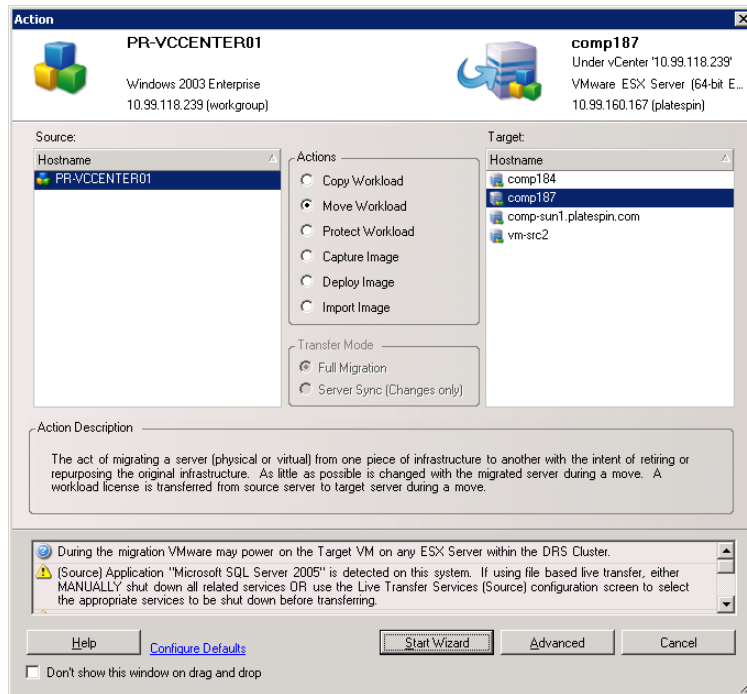 Action
PR-VCCENTER01
Windows 2003 Enterprise
10.99.118.239 (workgroup)
comp187
Under vCenter '10.99.118.239'
VMware ESX Server (64-bit E...
10.99.160.167 (platespin)
Source:
Hostname
PR-VCCENTER01
Actions
Copy Workload
Move Workload
Protect Workload
Capture Image
Deploy Image
Import Image
Transfer Mode
Full Migration
Server Sync (Changes only)
Target:
Hostname
comp184
comp187
comp-sun1.platespin.com
vm-src2
Action Description
The act of migrating a server (physical or virtual) from one piece of infrastructure to another with the intent of retiring or
repurposing the original infrastructure. As little as possible is changed with the migrated server during a move. A
workload license is transferred from source server to target server during a move.
During the migration VMware may power on the Target VM on any ESX Server within the DRS Cluster.
(Source) Application "Microsoft SQL Server 2005" is detected on this system. If using file based live transfer, either
MANUALLY shut down all related services OR use the Live Transfer Services (Source) configuration screen to select
the appropriate services to be shut down before transferring.
Help
Configure Defaults
Start Wizard
Advanced
Cancel
Don't show this window on drag and drop